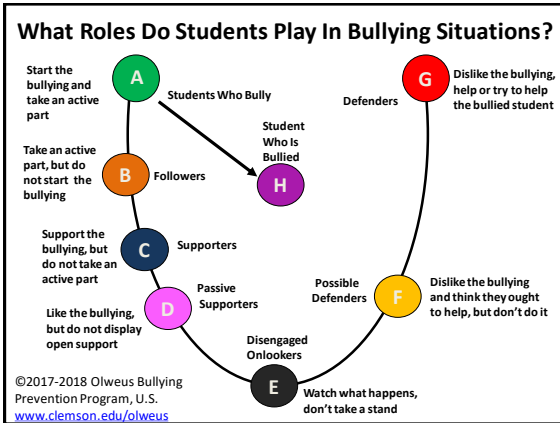 What Roles Do Students Play In Bullying Situations?
Start the
bullying and
take an active
part
A
Students Who Bully
G
Defenders
Dislike the bullying,
help or try to help
the bullied student
Student
Who Is
Bullied
H
Take an active
part, but do
not start the
bullying
B
Followers
Support the
bullying, but
do not take an
active part
C
Supporters
Like the bullying,
but do not display
open support
D
Passive
Supporters
Possible
Defenders
F
Dislike the bullying
and think they ought
to help, but don't do it
Disengaged
Onlookers
E
Watch what happens,
don't take a stand
©2017-2018 Olweus Bullying
Prevention Program, U.S.
www.clemson.edu/olweus